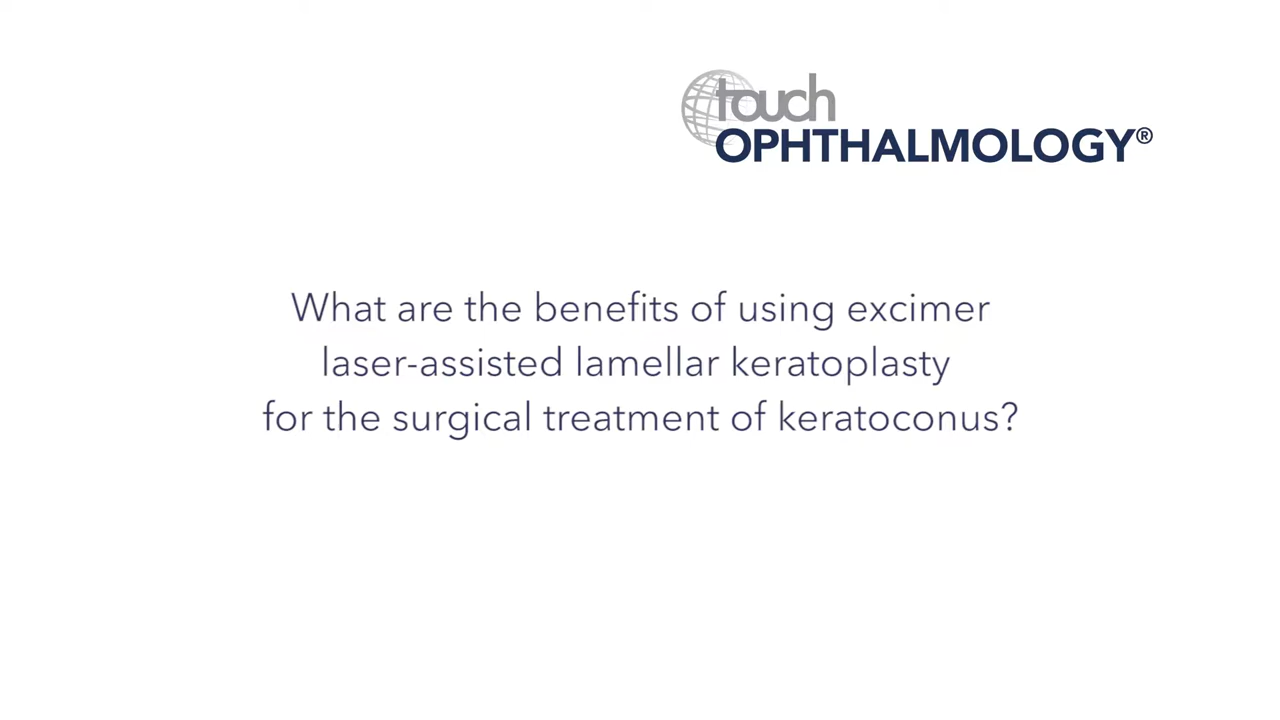 touch
OPHTHALMOLOGY®
What are the benefits of using excimer
laser-assisted lamellar keratoplasty
for the surgical treatment of keratoconus?